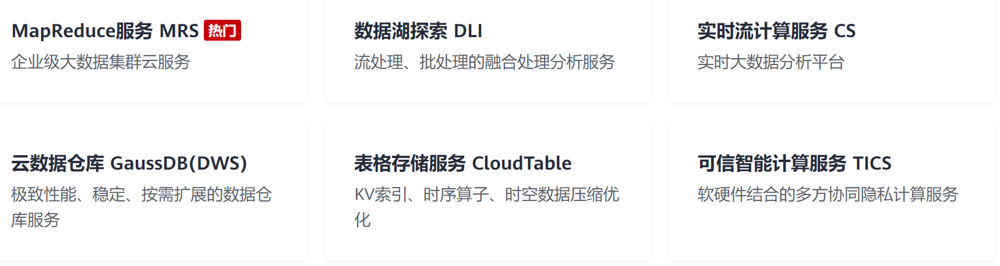 MapReduce服务 MRS 热门
企业级大数据集群云服务
数据湖探索 DLI
流处理、批处理的融合处理分析服务
实时流计算服务 CS
实时大数据分析平台
云数据仓库 GaussDB(DWS)
极致性能、稳定、按需扩展的数据仓
库服务
表格存储服务 CloudTable
KV索引、时序算子、时空数据压缩优
化
可信智能计算服务 TICS
软硬件结合的多方协同隐私计算服务